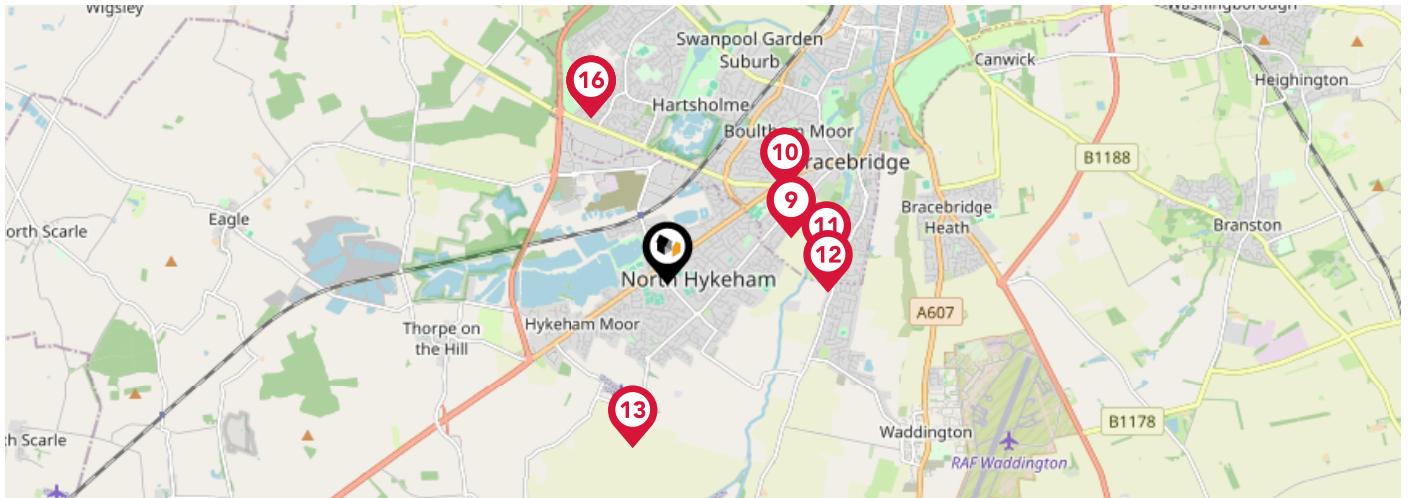 Wigsley
Washingborough
Swanpool Garden
Suburb
Canwick
16
Heighington
Hartsholme
Boultham Moor
10
B1188
Bracebridge
9
Bracebridge
Heath
Eagle
orth Scarle
11
Branston
12
North Hykeham
A607
Hykeham Moor
Thorpe on
the Hill
13
B1178
Waddington
th Scarle
RAF Waddington